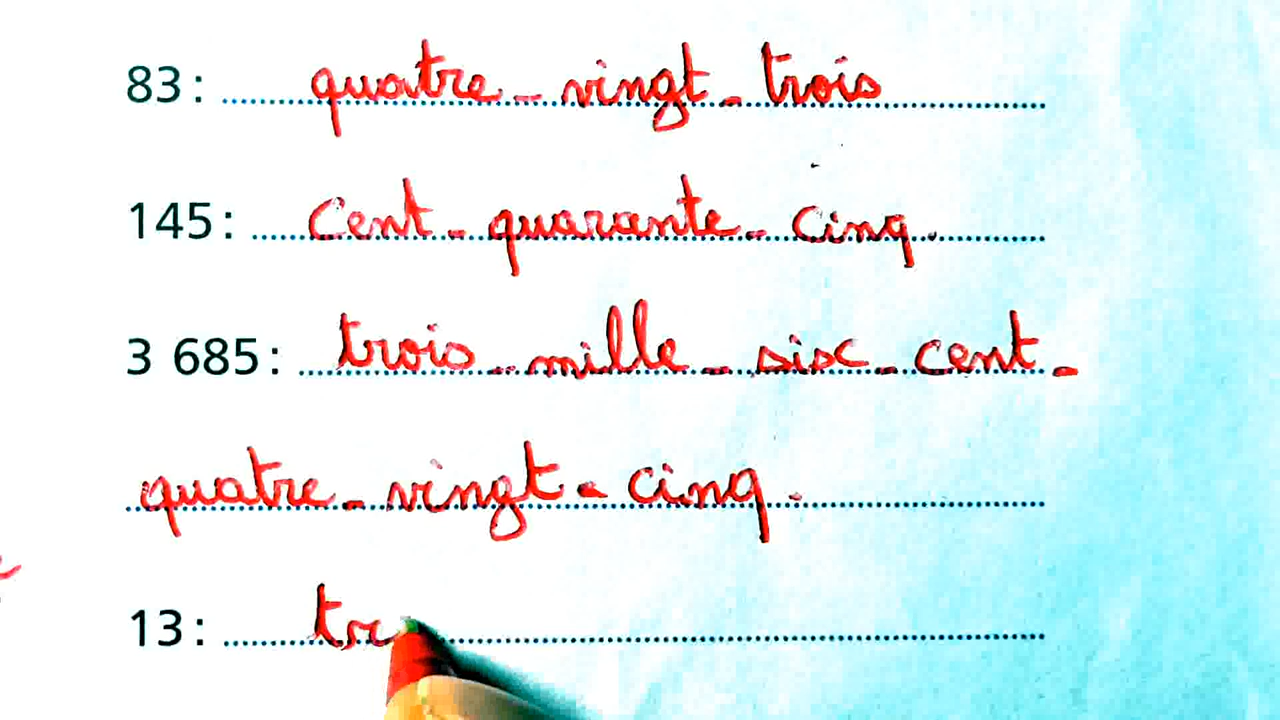 83 : quatre-vingt-trois
145 : Cent-quarante-cinq.
3 685 : trois-mille-six-cent-
quatre-vingt-cinq.
13 : tr